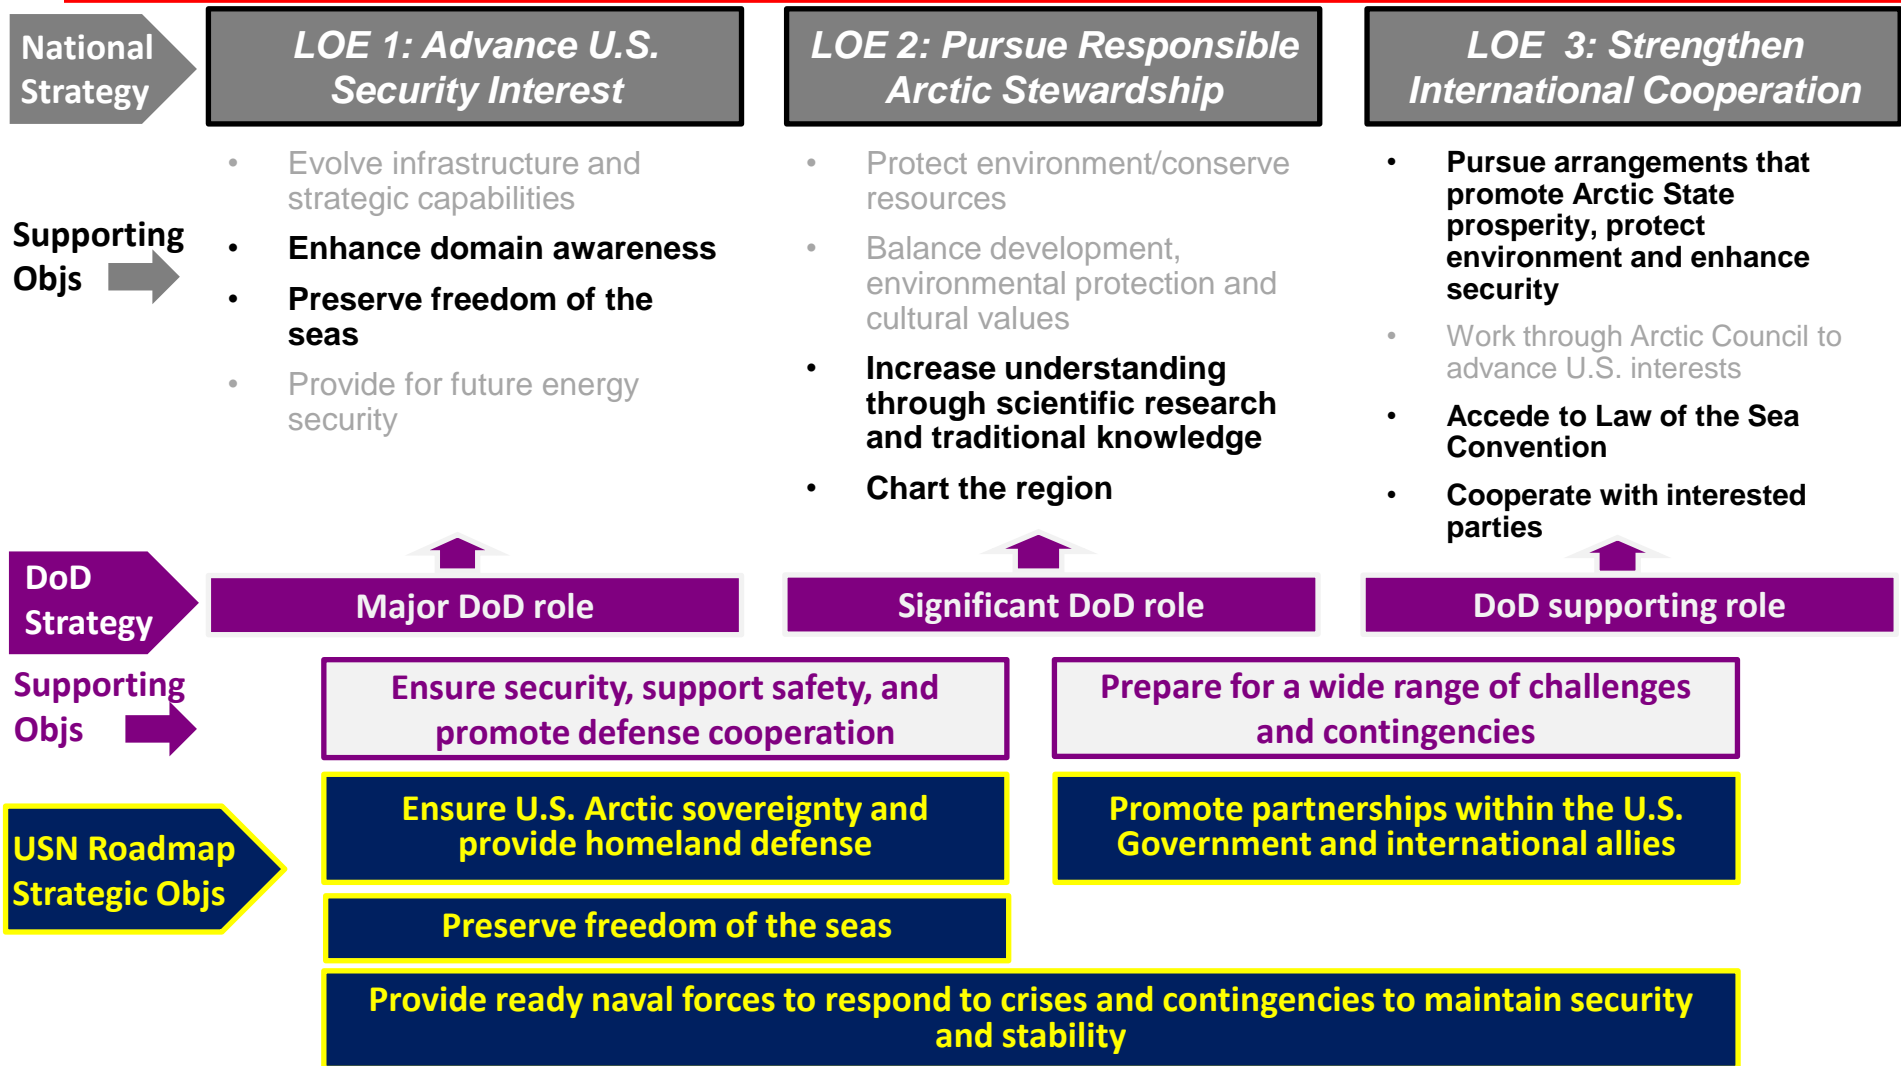 National
Strategy
LOE 1: Advance U.S.
Security Interest
LOE 2: Pursue Responsible
Arctic Stewardship
LOE 3: Strengthen
International Cooperation
Supporting
Objs
• Evolve infrastructure and
strategic capabilities
• Enhance domain awareness
• Preserve freedom of the
seas
• Provide for future energy
security
• Protect environment/conserve
resources
• Balance development,
environmental protection and
cultural values
• Increase understanding
through scientific research
and traditional knowledge
• Chart the region
• Pursue arrangements that
promote Arctic State
prosperity, protect
environment and enhance
security
• Work through Arctic Council to
advance U.S. interests
• Accede to Law of the Sea
Convention
• Cooperate with interested
parties
DoD
Strategy
Major DoD role
Significant DoD role
DoD supporting role
Supporting
Objs
Ensure security, support safety, and
promote defense cooperation
Prepare for a wide range of challenges
and contingencies
USN Roadmap
Strategic Objs
Ensure U.S. Arctic sovereignty and
provide homeland defense
Promote partnerships within the U.S.
Government and international allies
Preserve freedom of the seas
Provide ready naval forces to respond to crises and contingencies to maintain security
and stability